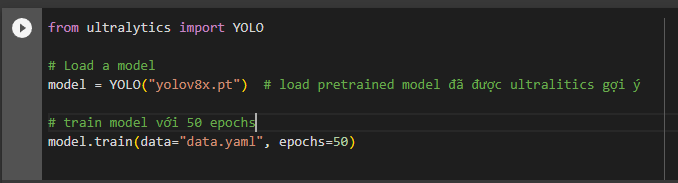 from ultralytics import YOLO
# Load a model
model = YOLO("yolov8x.pt")  # load pretrained model đã được ultralitics gợi ý
# train model với 50 epochs
model.train(data="data.yaml", epochs=50)